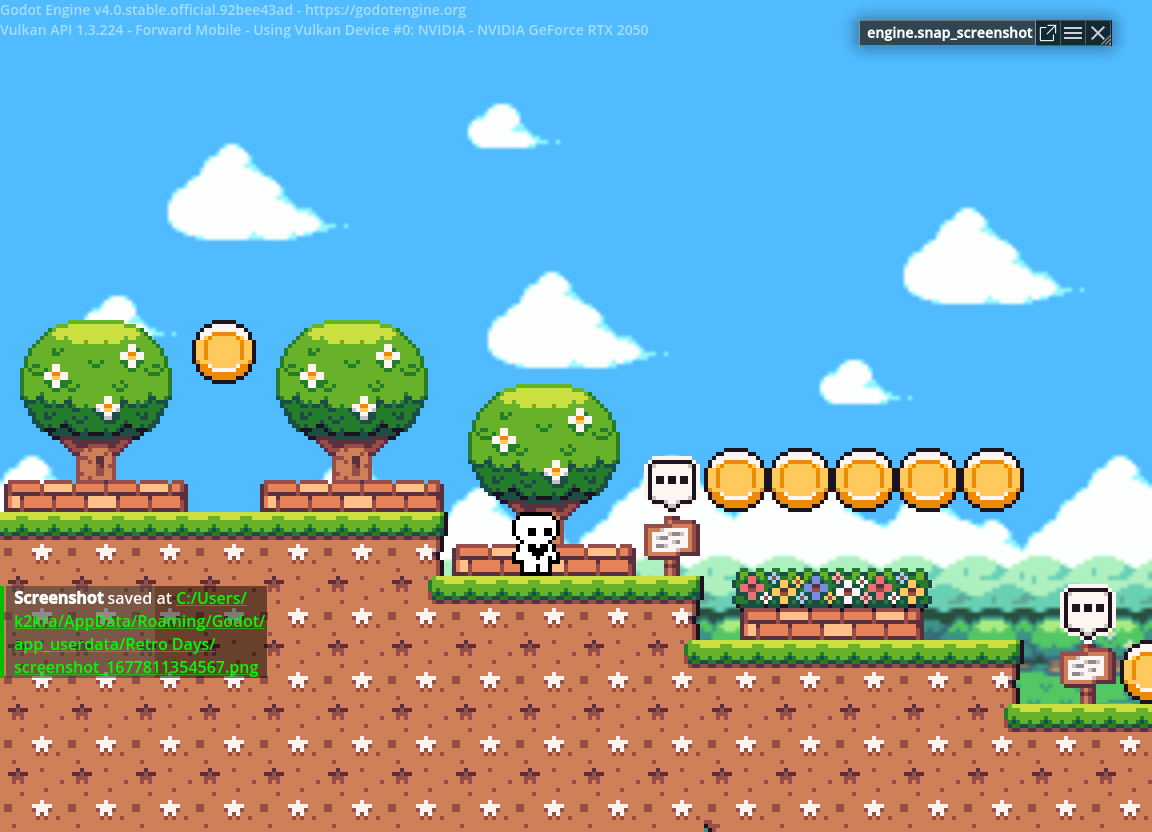 Godot Engine v4.0.stable.official.92bee43ad - https://godotengine.org
Vulkan API 1.3.224 - Forward Mobile - Using Vulkan Device #0: NVIDIA - NVIDIA GeForce RTX 2050
engine.snap_screenshot
Screenshot saved at C:/Users/
k2kra/AppData/Roaming/Godot/
app_userdata/Retro Days/
screenshot_1677811354567.png